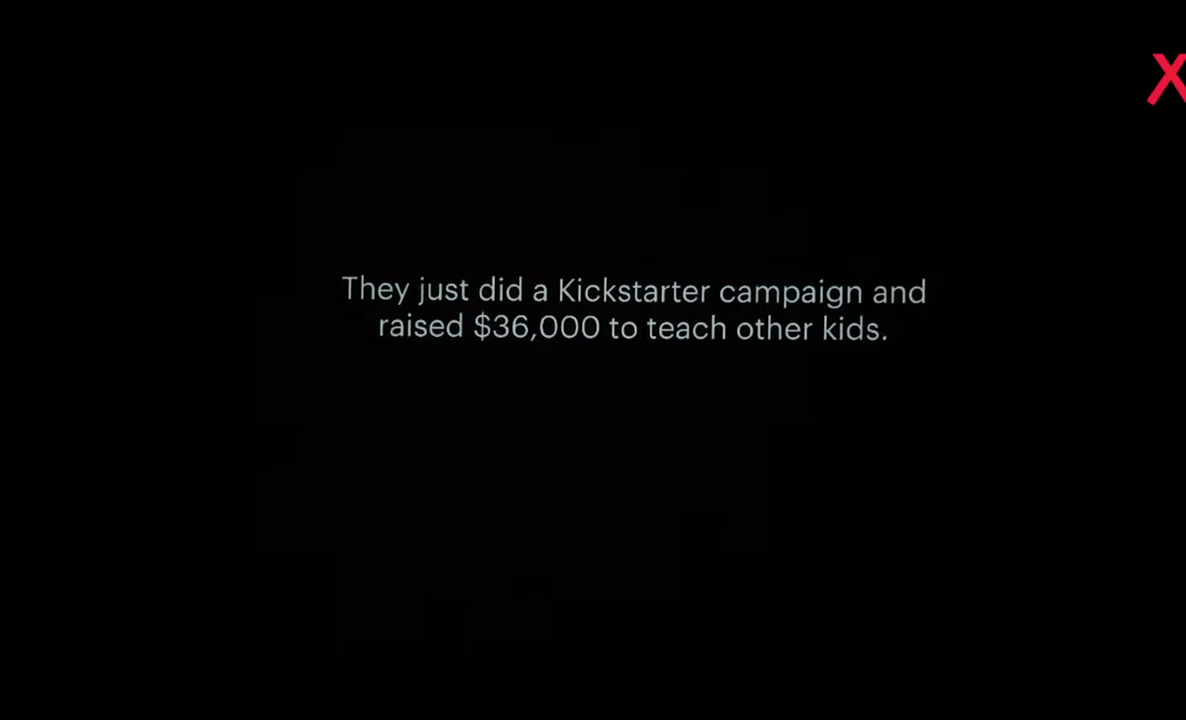 X
They just did a Kickstarter campaign and
raised $36,000 to teach other kids.